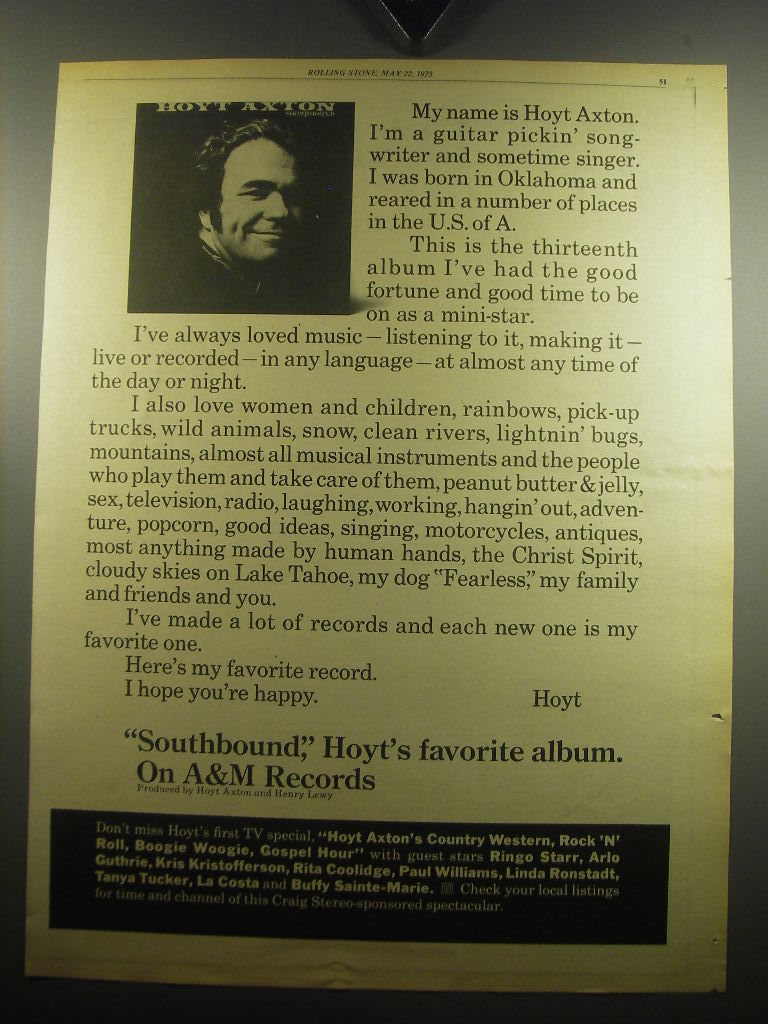 ROLLING STONE, MAY 22, 1975
51
HOYT AXTON
southbound
My name is Hoyt Axton.
I'm a guitar pickin' song-
writer and sometime singer.
I was born in Oklahoma and
reared in a number of places
in the U.S. of A.
This is the thirteenth
album I've had the good
fortune and good time to be
on as a mini-star.
I've always loved music — listening to it, making it —
live or recorded — in any language — at almost any time of
the day or night.
I also love women and children, rainbows, pick-up
trucks, wild animals, snow, clean rivers, lightnin' bugs,
mountains, almost all musical instruments and the people
who play them and take care of them, peanut butter & jelly,
sex, television, radio, laughing, working, hangin' out, adven-
ture, popcorn, good ideas, singing, motorcycles, antiques,
most anything made by human hands, the Christ Spirit,
cloudy skies on Lake Tahoe, my dog "Fearless," my family
and friends and you.
I've made a lot of records and each new one is my
favorite one.
Here's my favorite record.
I hope you're happy.
Hoyt
"Southbound," Hoyt's favorite album.
On A&M Records
Produced by Hoyt Axton and Henry Lewy
Don't miss Hoyt's first TV special, "Hoyt Axton's Country Western, Rock 'N'
Roll, Boogie Woogie, Gospel Hour" with guest stars Ringo Starr, Arlo
Guthrie, Kris Kristofferson, Rita Coolidge, Paul Williams, Linda Ronstadt,
Tanya Tucker, La Costa and Buffy Sainte-Marie. Check your local listings
for time and channel of this Craig Stereo-sponsored spectacular.